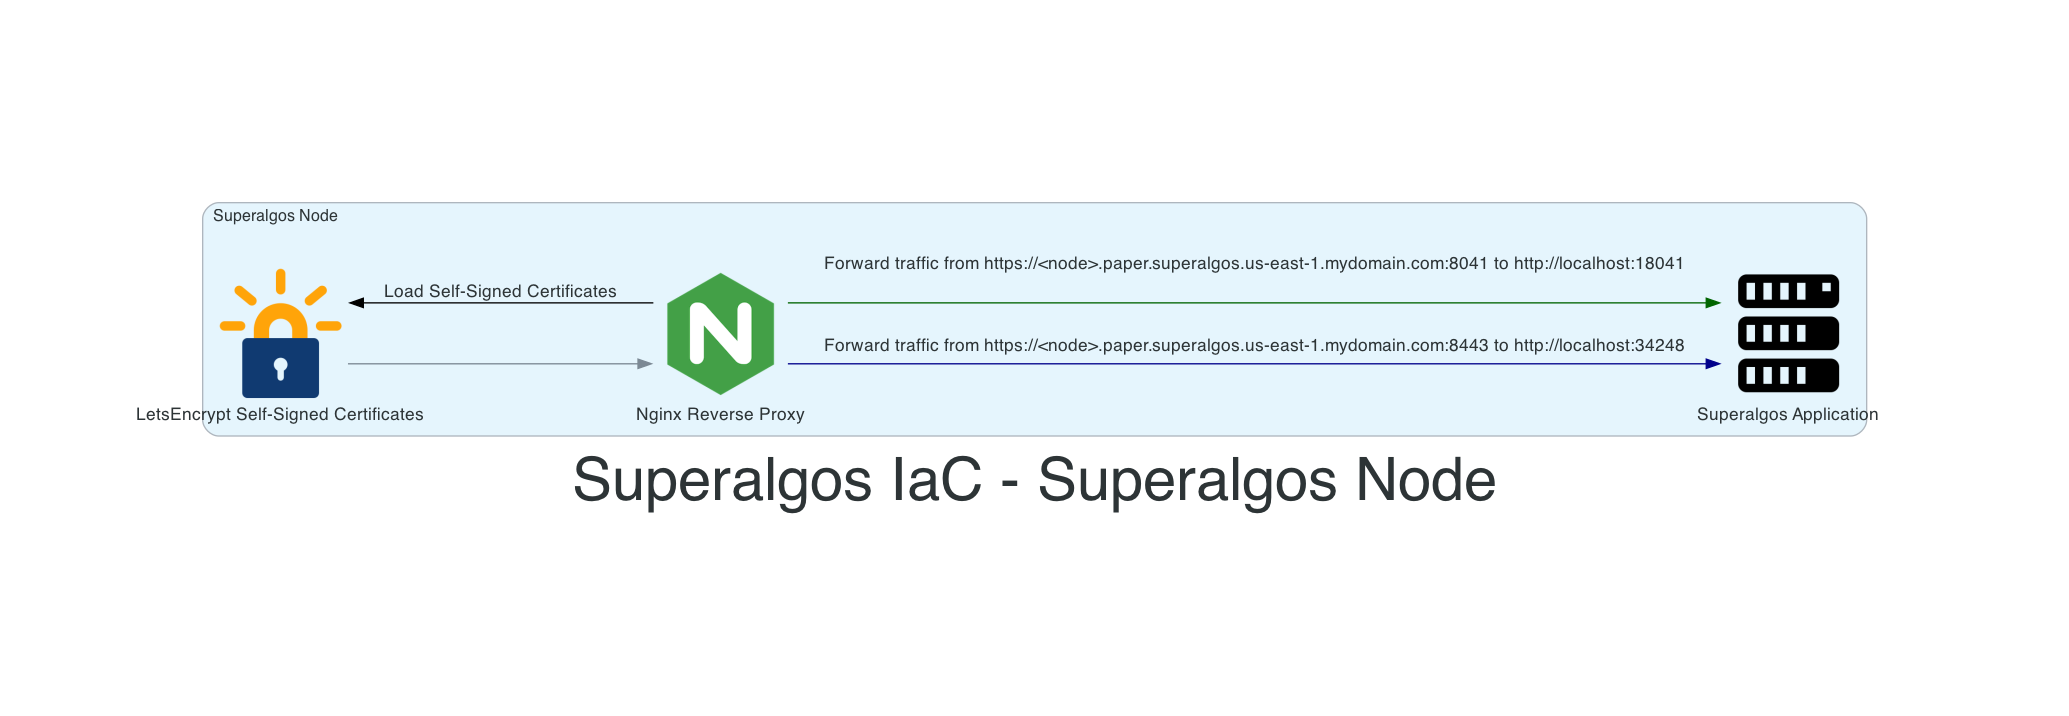 Superalgos Node
Forward traffic from https://<node>.paper.superalgos.us-east-1.mydomain.com:8041 to http://localhost:18041
Load Self-Signed Certificates
N
Forward traffic from https://<node>.paper.superalgos.us-east-1.mydomain.com:8443 to http://localhost:34248
LetsEncrypt Self-Signed Certificates
Nginx Reverse Proxy
Superalgos Application
Superalgos IaC - Superalgos Node